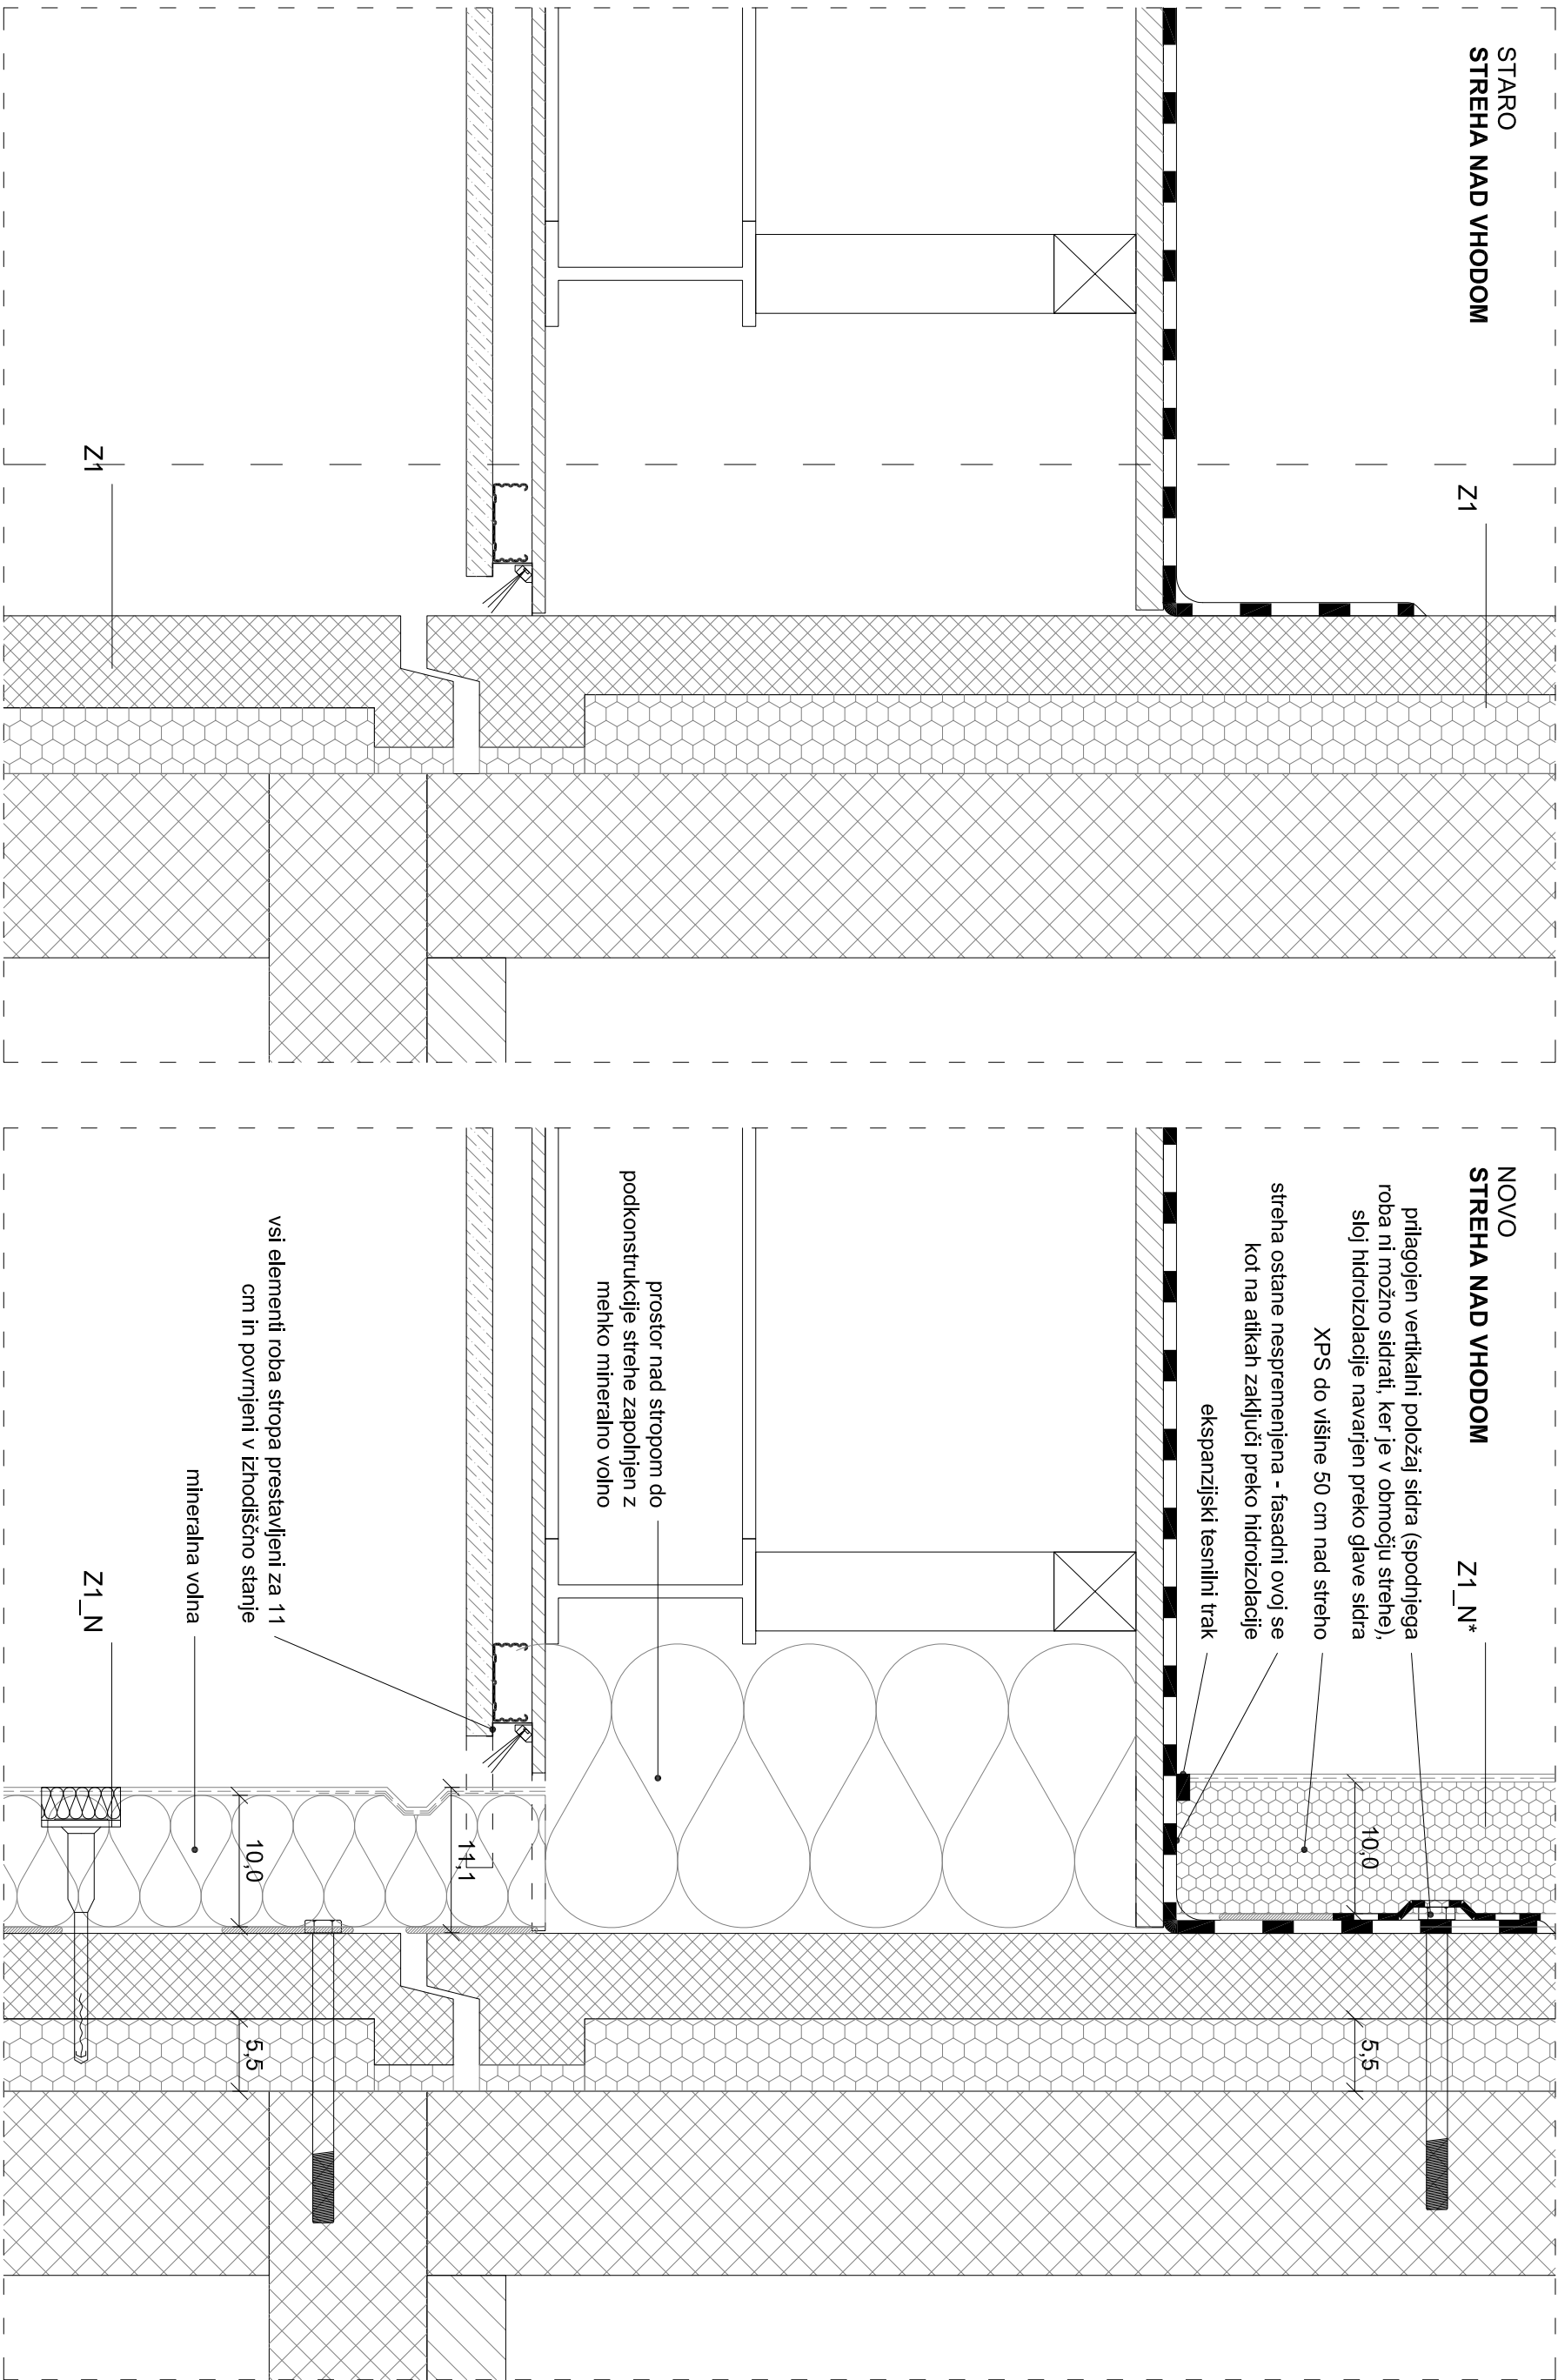 STARO
STREHA NAD VHODOM
Z1
Z1
NOVO
STREHA NAD VHODOM
Z1_N*
prilagojen vertikalni položaj sidra (spodnjega
roba ni možno sidrati, ker je v območju strehe),
sloj hidroizolacije navarjen preko glave sidra
XPS do višine 50 cm nad streho
streha ostane nespremenjena - fasadni ovoj se
kot na atikah zaključi preko hidroizolacije
ekspanzijski tesnilni trak
10,0
5,5
prostor nad stropom do
podkonstrukcije strehe zapolnjen z
mehko mineralno volno
11,1
vsi elementi roba stropa prestavljeni za 11
cm in povrnjeni v izhodiščno stanje
10,0
5,5
mineralna volna
Z1_N